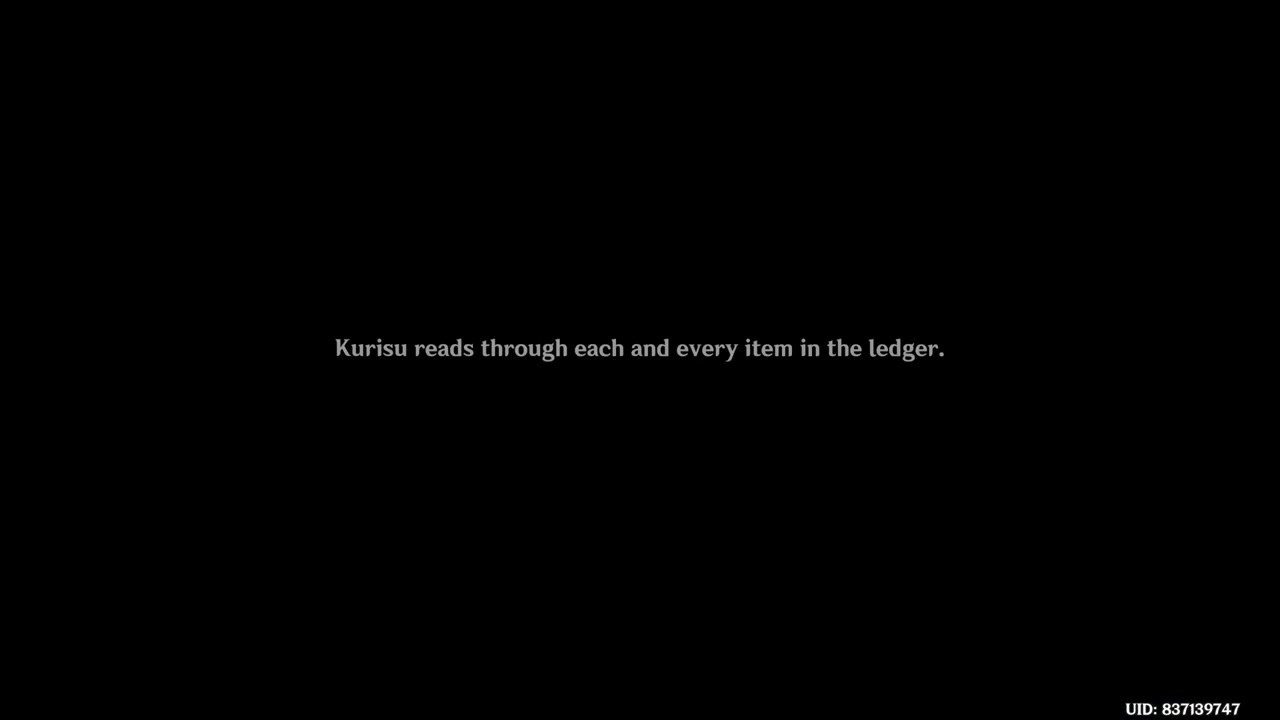 Kurisu reads through each and every item in the ledger.
UID: 837139747